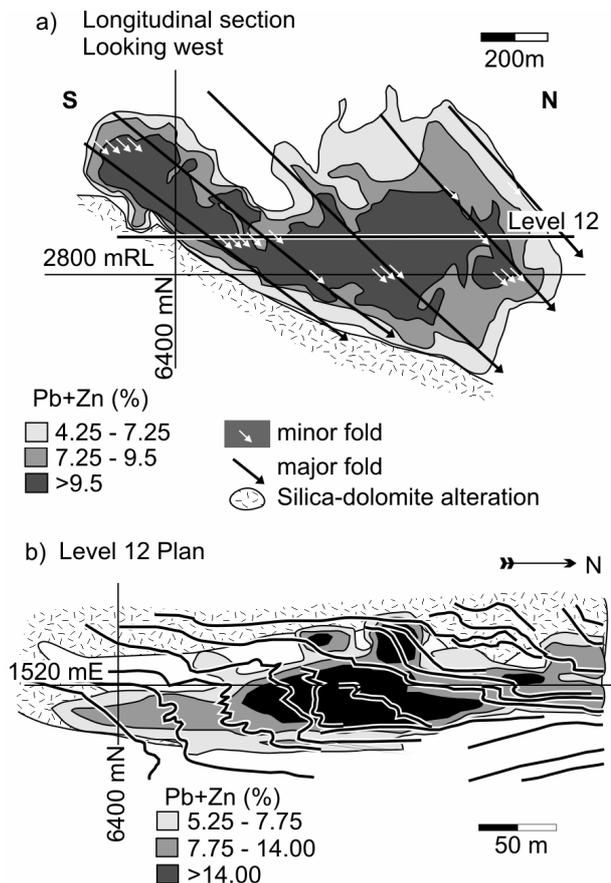 a) Longitudinal section
Looking west
200m
S
N
Level 12
2800 mRL
6400 mN
Pb+Zn (%)
4.25 - 7.25
7.25 - 9.5
>9.5
minor fold
major fold
Silica-dolomite alteration
b) Level 12 Plan
N
1520 mE
6400 mN
Pb+Zn (%)
5.25 - 7.75
7.75 - 14.00
>14.00
50 m